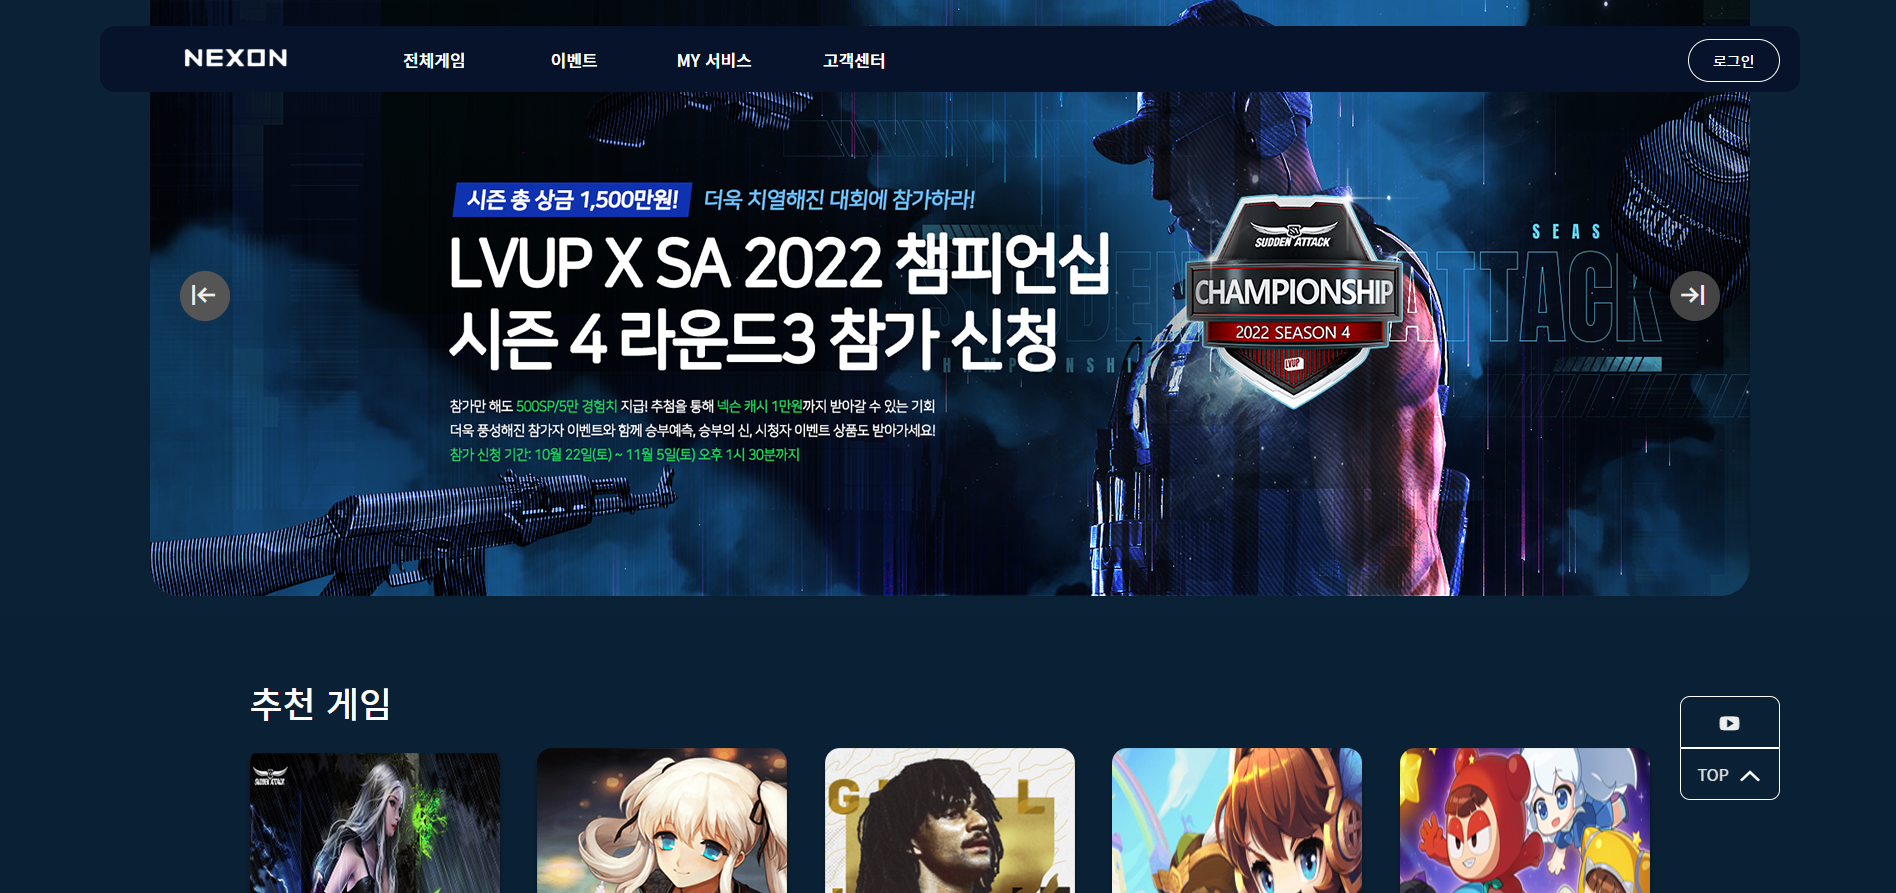 NEXON
전체게임
이벤트
MY 서비스
고객센터
로그인
시즌 총 상금 1,500만원! 더욱 치열해진 대회에 참가하라!
LVUP X SA 2022 챔피언십
시즌 4 라운드3 참가 신청
참가만 해도 500SP/5만 경험치 지급! 추첨을 통해 넥슨 캐시 1만원까지 받아갈 수 있는 기회
더욱 풍성해진 참가자 이벤트와 함께 승부예측, 승부의 신, 시청자 이벤트 상품도 받아가세요!
참가 신청 기간: 10월 22일(토) ~ 11월 5일(토) 오후 1시 30분까지
SUDDEN ATTACK
CHAMPIONSHIP
2022 SEASON 4
LVUP
SEAS
ATTACK
추천 게임
SUDDEN ATTACK
TOP